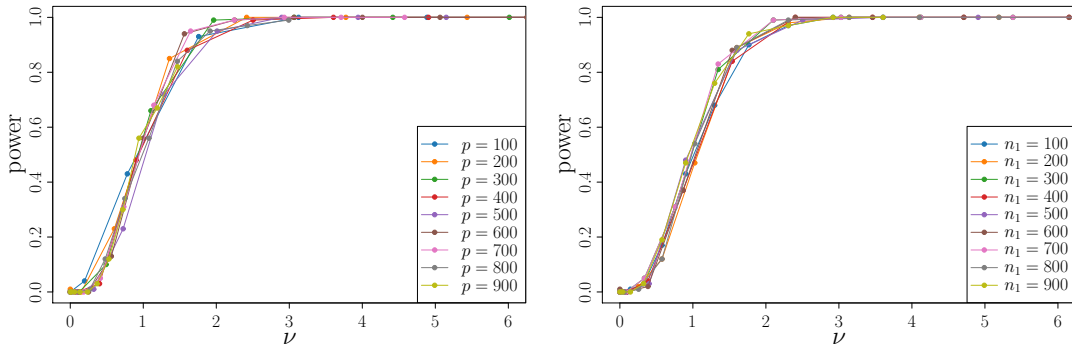 power
1.0
0.8
0.6
0.4
0.2
0.0
0 1 2 3 4 5 6
ν
p = 100
p = 200
p = 300
p = 400
p = 500
p = 600
p = 700
p = 800
p = 900
power
1.0
0.8
0.6
0.4
0.2
0.0
0 1 2 3 4 5 6
ν
n₁ = 100
n₁ = 200
n₁ = 300
n₁ = 400
n₁ = 500
n₁ = 600
n₁ = 700
n₁ = 800
n₁ = 900